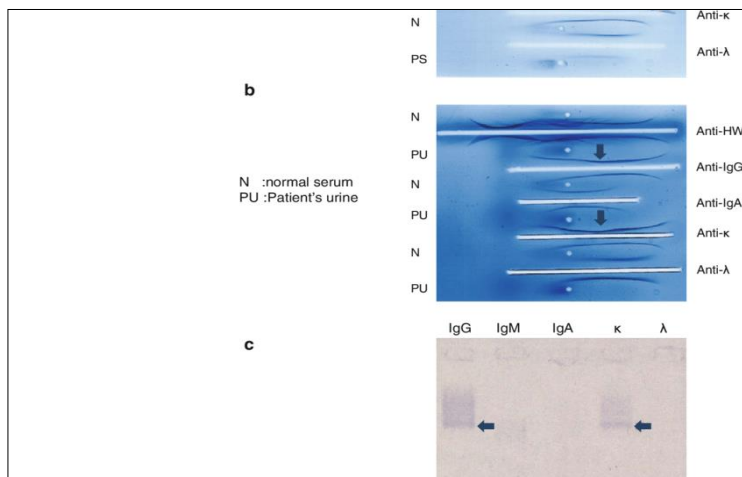 N
Anti-κ
PS
Anti-λ
b
N
Anti-HW
PU
Anti-IgG
N :normal serum
N
PU :Patient's urine
Anti-IgA
PU
Anti-κ
N
Anti-λ
PU
c
IgG IgM IgA κ λ